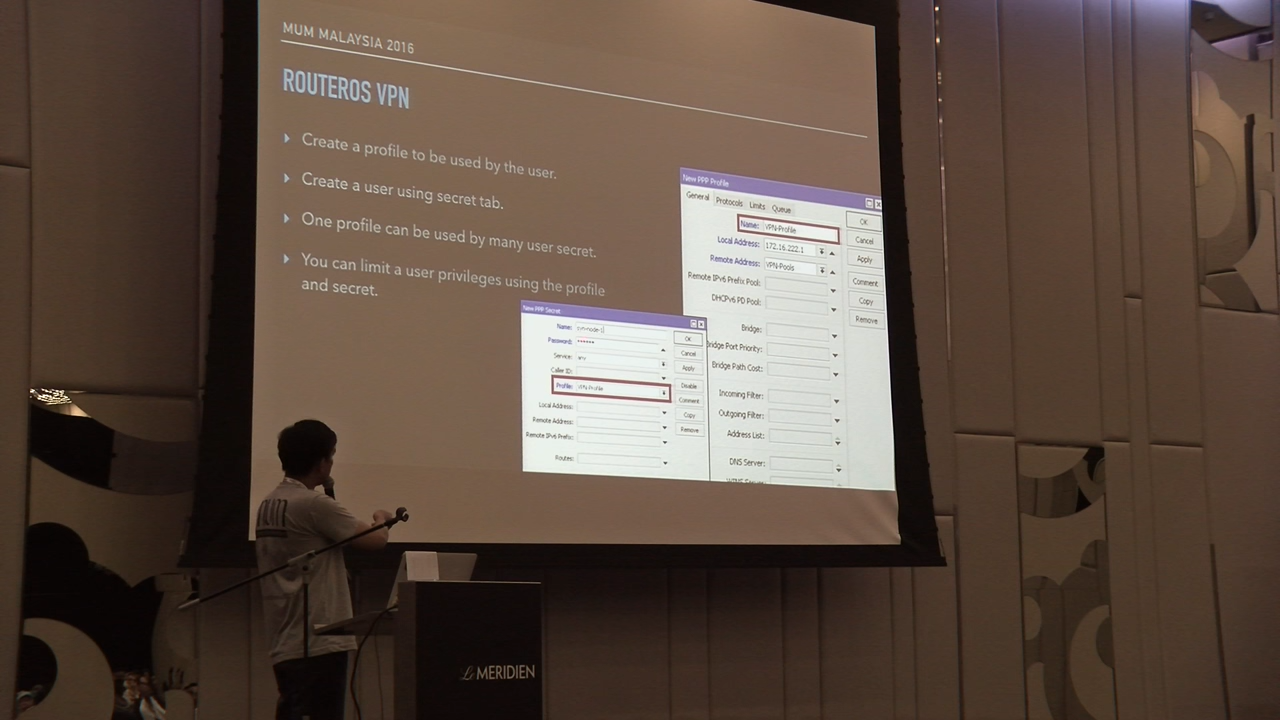 MUM MALAYSIA 2016
ROUTEROS VPN
Create a profile to be used by the user.
Create a user using secret tab.
One profile can be used by many user secret.
You can limit a user privileges using the profile
and secret.
New PPP Profile
General Protocols Limits Queue
Name: VPN-Profile
Local Address: 172.16.222.1
Remote Address: VPN-Pools
Remote IPv6 Prefix Pool:
DHCPv6 PD Pool:
Bridge:
Bridge Port Priority:
Bridge Path Cost:
Incoming Filter:
Outgoing Filter:
Address List:
DNS Server:
OK
Cancel
Apply
Comment
Copy
Remove
New PPP Secret
Name:
Password: ••••••
Service: any
Caller ID:
Profile: VPN-Profile
Local Address:
Remote Address:
Remote IPv6 Prefix:
Routes:
OK
Cancel
Apply
Disable
Comment
Copy
Remove
Le MERIDIEN